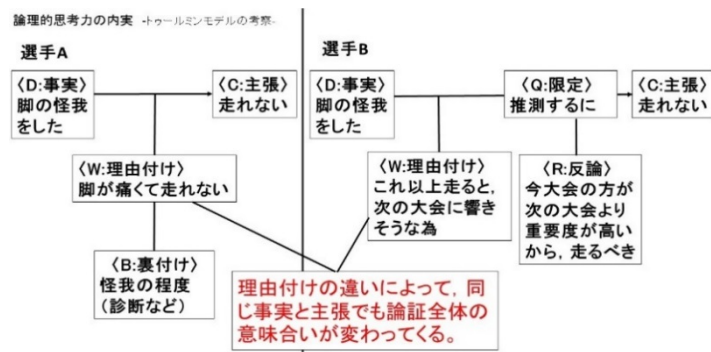 論理的思考力の内実 -トゥールミンモデルの考察-
選手A
〈D:事実〉
脚の怪我
をした
〈C:主張〉
走れない
〈W:理由付け〉
脚が痛くて走れない
〈B:裏付け〉
怪我の程度
(診断など)
選手B
〈D:事実〉
脚の怪我
をした
〈Q:限定〉
推測するに
〈C:主張〉
走れない
〈W:理由付け〉
これ以上走ると，
次の大会に響き
そうな為
〈R:反論〉
今大会の方が
次の大会より
重要度が高い
から，走るべき
理由付けの違いによって，同
じ事実と主張でも論証全体の
意味合いが変わってくる。